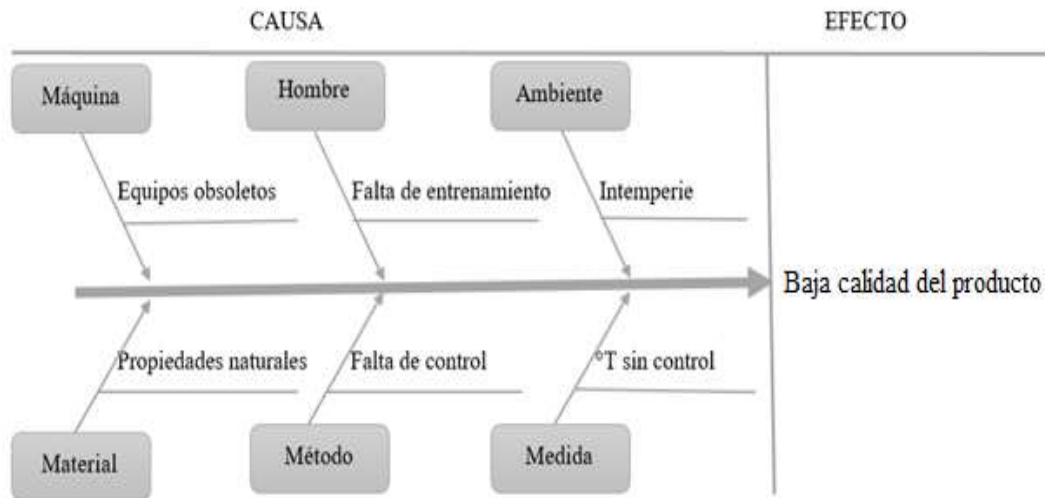 CAUSA
EFECTO
Máquina
Hombre
Ambiente
Equipos obsoletos
Falta de entrenamiento
Intemperie
Baja calidad del producto
Propiedades naturales
Falta de control
°T sin control
Material
Método
Medida